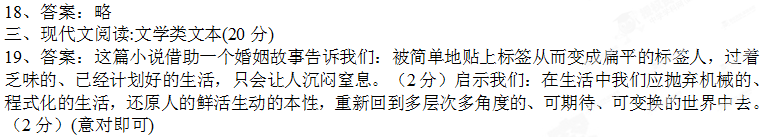 18、答案：略
三、现代文阅读:文学类文本(20 分)
19、答案：这篇小说借助一个婚姻故事告诉我们：被简单地贴上标签从而变成扁平的标签人，过着
乏味的、已经计划好的生活，只会让人沉闷窒息。（2 分）启示我们：在生活中我们应抛弃机械的、
程式化的生活，还原人的鲜活生动的本性，重新回到多层次多角度的、可期待、可变换的世界中去。
（2 分）(意对即可)